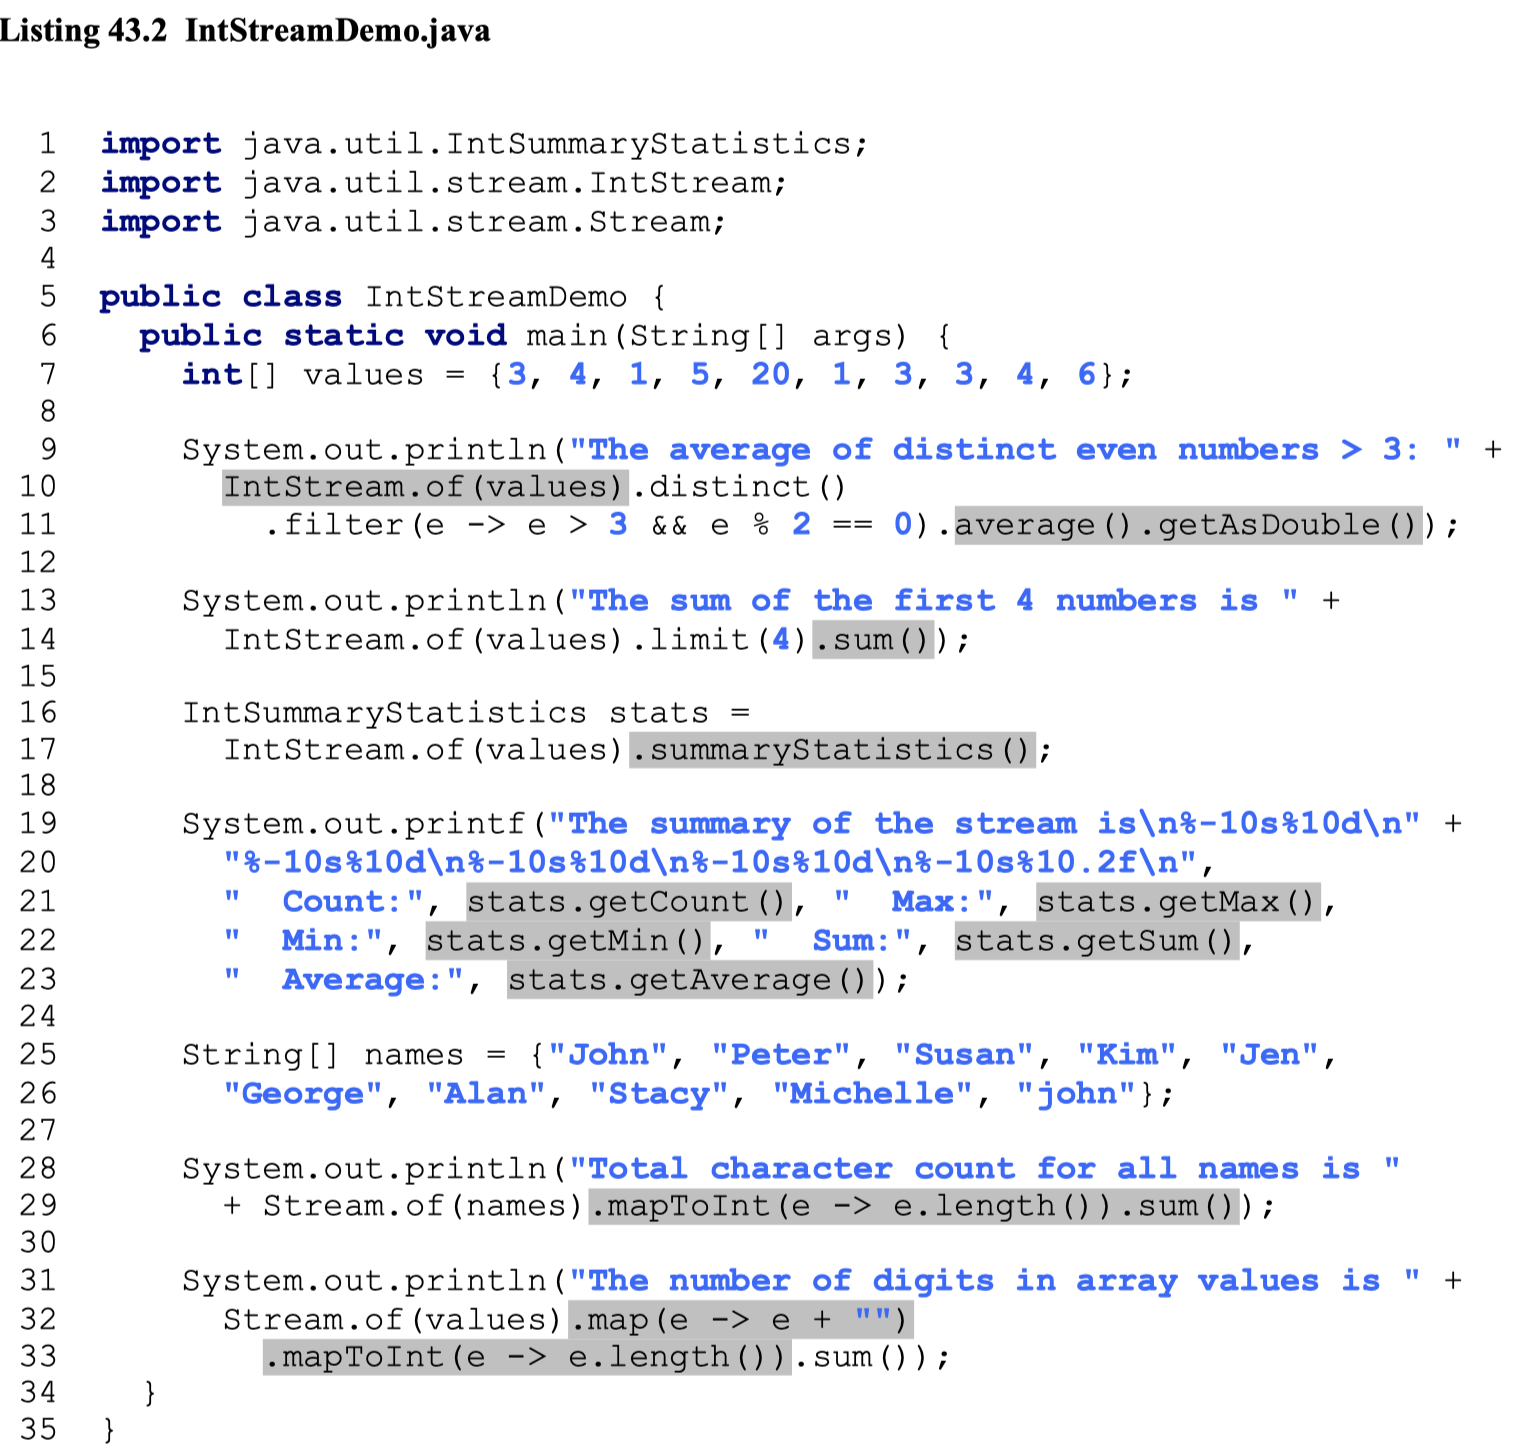 Listing 43.2  IntStreamDemo.java
1  import java.util.IntSummaryStatistics;
2  import java.util.stream.IntStream;
3  import java.util.stream.Stream;
4
5  public class IntStreamDemo {
6    public static void main(String[] args) {
7      int[] values = {3, 4, 1, 5, 20, 1, 3, 3, 4, 6};
8
9      System.out.println("The average of distinct even numbers > 3: " +
10       IntStream.of(values).distinct()
11         .filter(e -> e > 3 && e % 2 == 0).average().getAsDouble());
12
13     System.out.println("The sum of the first 4 numbers is " +
14       IntStream.of(values).limit(4).sum());
15
16     IntSummaryStatistics stats =
17       IntStream.of(values).summaryStatistics();
18
19     System.out.printf("The summary of the stream is\n%-10s%10d\n" +
20       "%-10s%10d\n%-10s%10d\n%-10s%10d\n%-10s%10.2f\n",
21       "  Count:", stats.getCount(), "  Max:", stats.getMax(),
22       "  Min:", stats.getMin(), "  Sum:", stats.getSum(),
23       "  Average:", stats.getAverage());
24
25     String[] names = {"John", "Peter", "Susan", "Kim", "Jen",
26       "George", "Alan", "Stacy", "Michelle", "john"};
27
28     System.out.println("Total character count for all names is "
29       + Stream.of(names).mapToInt(e -> e.length()).sum());
30
31     System.out.println("The number of digits in array values is " +
32       Stream.of(values).map(e -> e + "")
33         .mapToInt(e -> e.length()).sum());
34   }
35 }